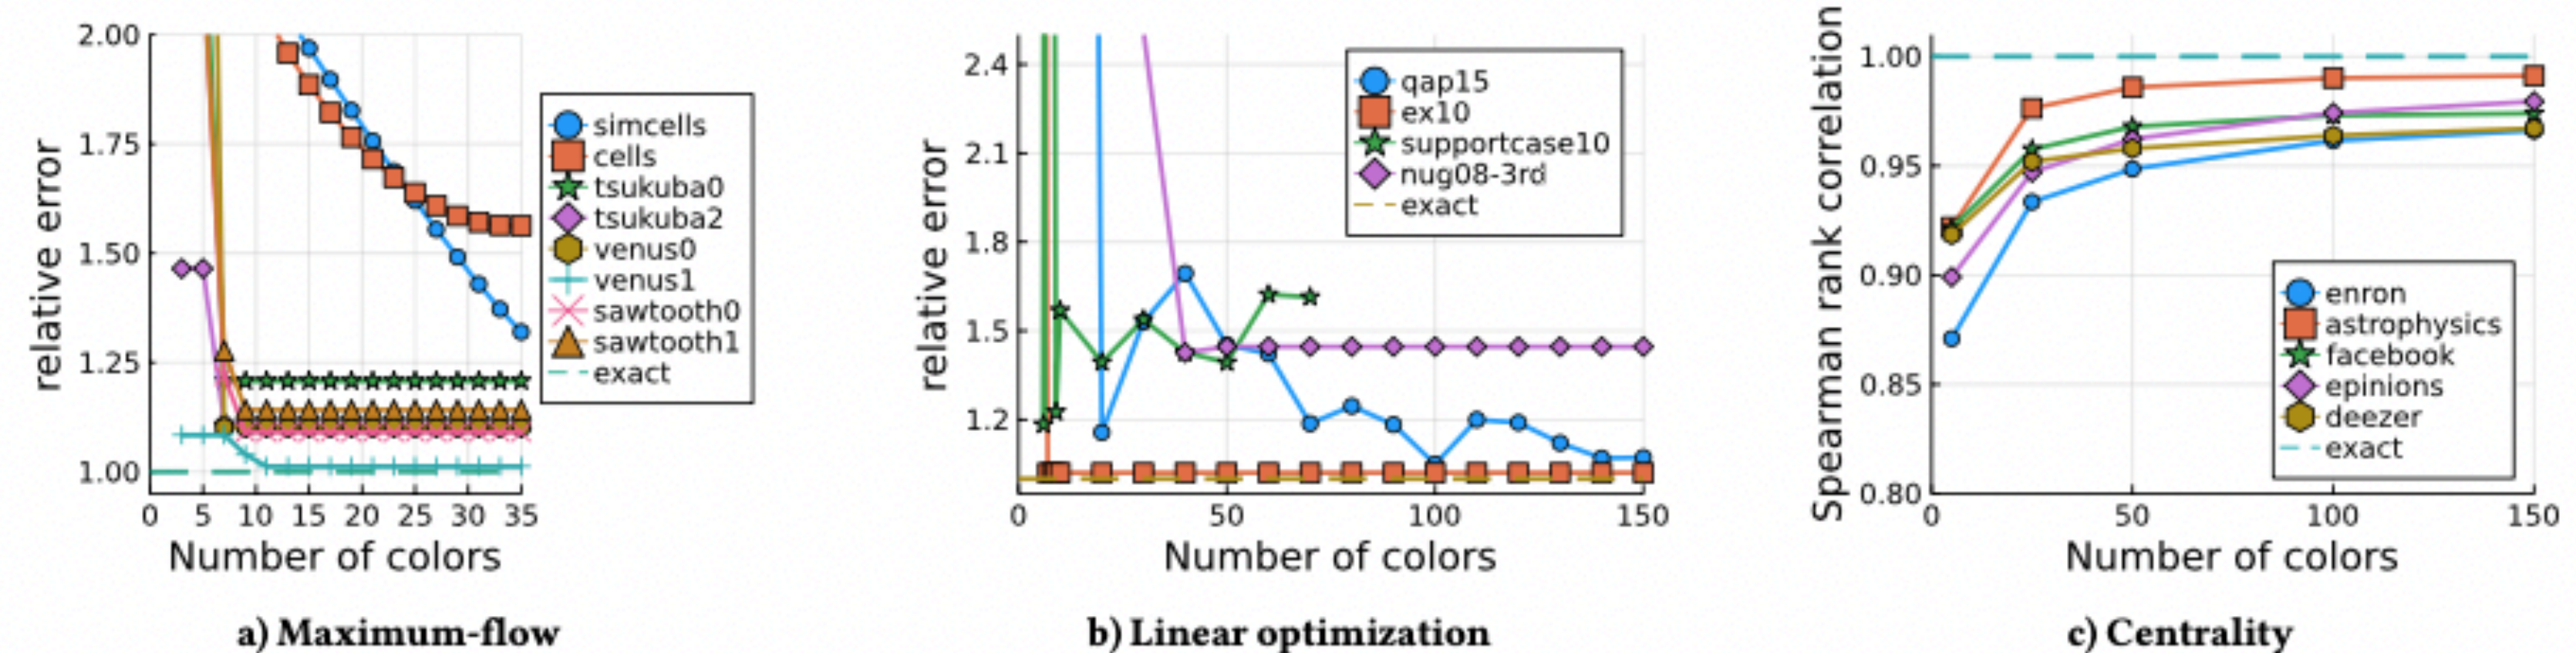 relative error
2.00
1.75
1.50
1.25
1.00
0 5 10 15 20 25 30 35
Number of colors
simcells
cells
tsukuba0
tsukuba2
venus0
venus1
sawtooth0
sawtooth1
exact
a) Maximum-flow
relative error
2.4
2.1
1.8
1.5
1.2
0 50 100 150
Number of colors
qap15
ex10
supportcase10
nug08-3rd
exact
b) Linear optimization
Spearman rank correlation
1.00
0.95
0.90
0.85
0.80
0 50 100 150
Number of colors
enron
astrophysics
facebook
epinions
deezer
exact
c) Centrality